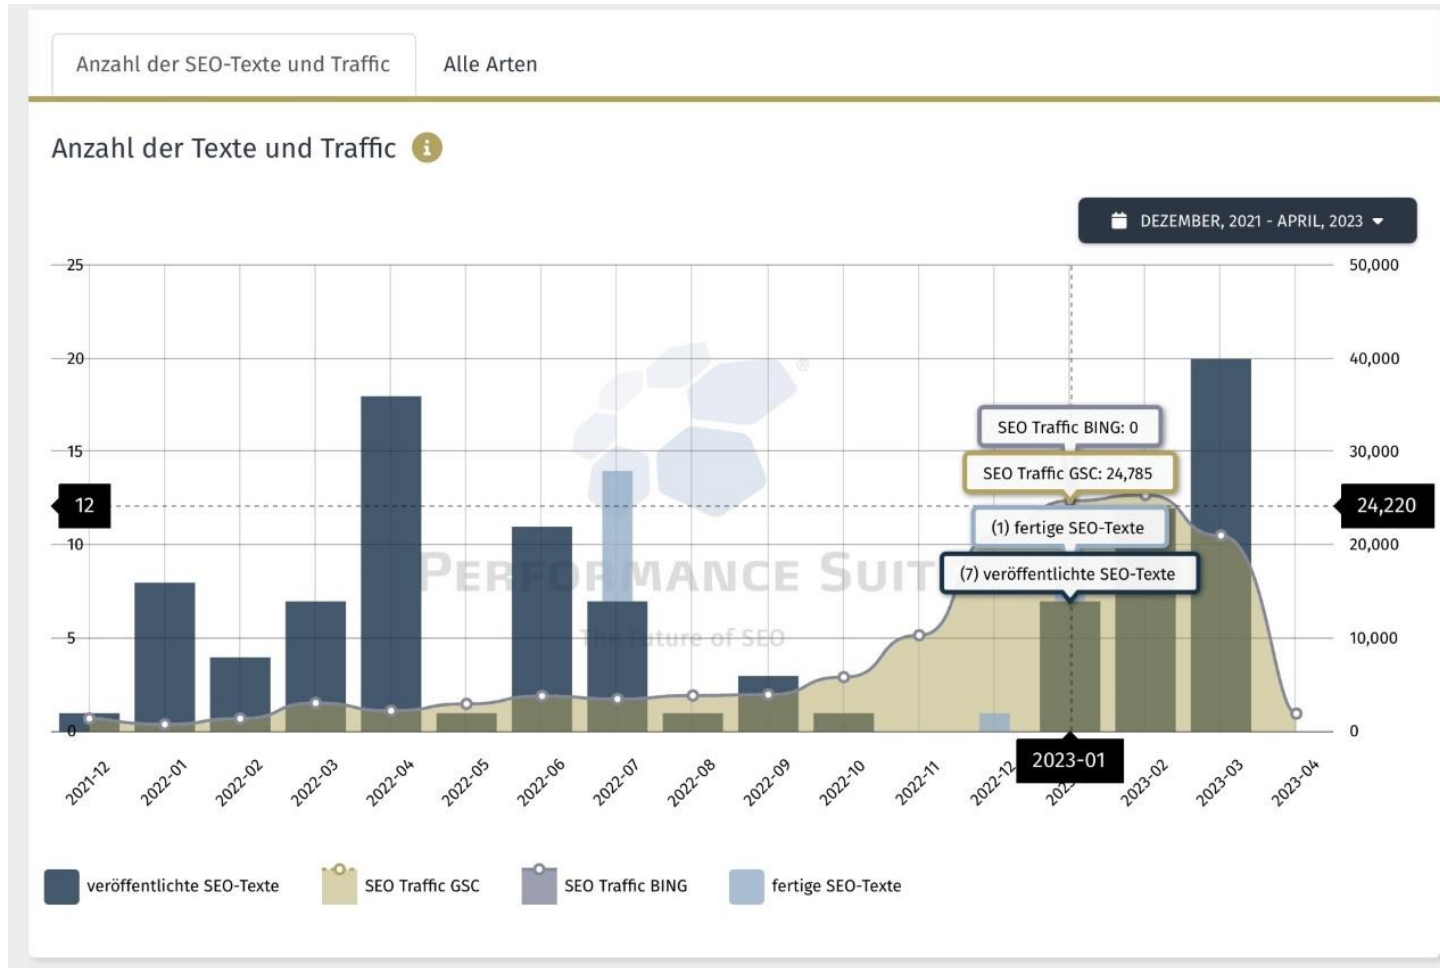 Anzahl der SEO-Texte und Traffic
Alle Arten
Anzahl der Texte und Traffic
i
DEZEMBER, 2021 - APRIL, 2023
25
50,000
20
40,000
®
SEO Traffic BING: 0
15
30,000
SEO Traffic GSC: 24,785
12
24,220
(1) fertige SEO-Texte
10
20,000
PERFORMANCE SUIT
(7) veröffentlichte SEO-Texte
5
The Future of SEO
10,000
0
0
2021-12
2022-01
2022-02
2022-03
2022-04
2022-05
2022-06
2022-07
2022-08
2022-09
2022-10
2022-11
2022-12
2023-01
2023-02
2023-03
2023-04
veröffentlichte SEO-Texte
SEO Traffic GSC
SEO Traffic BING
fertige SEO-Texte